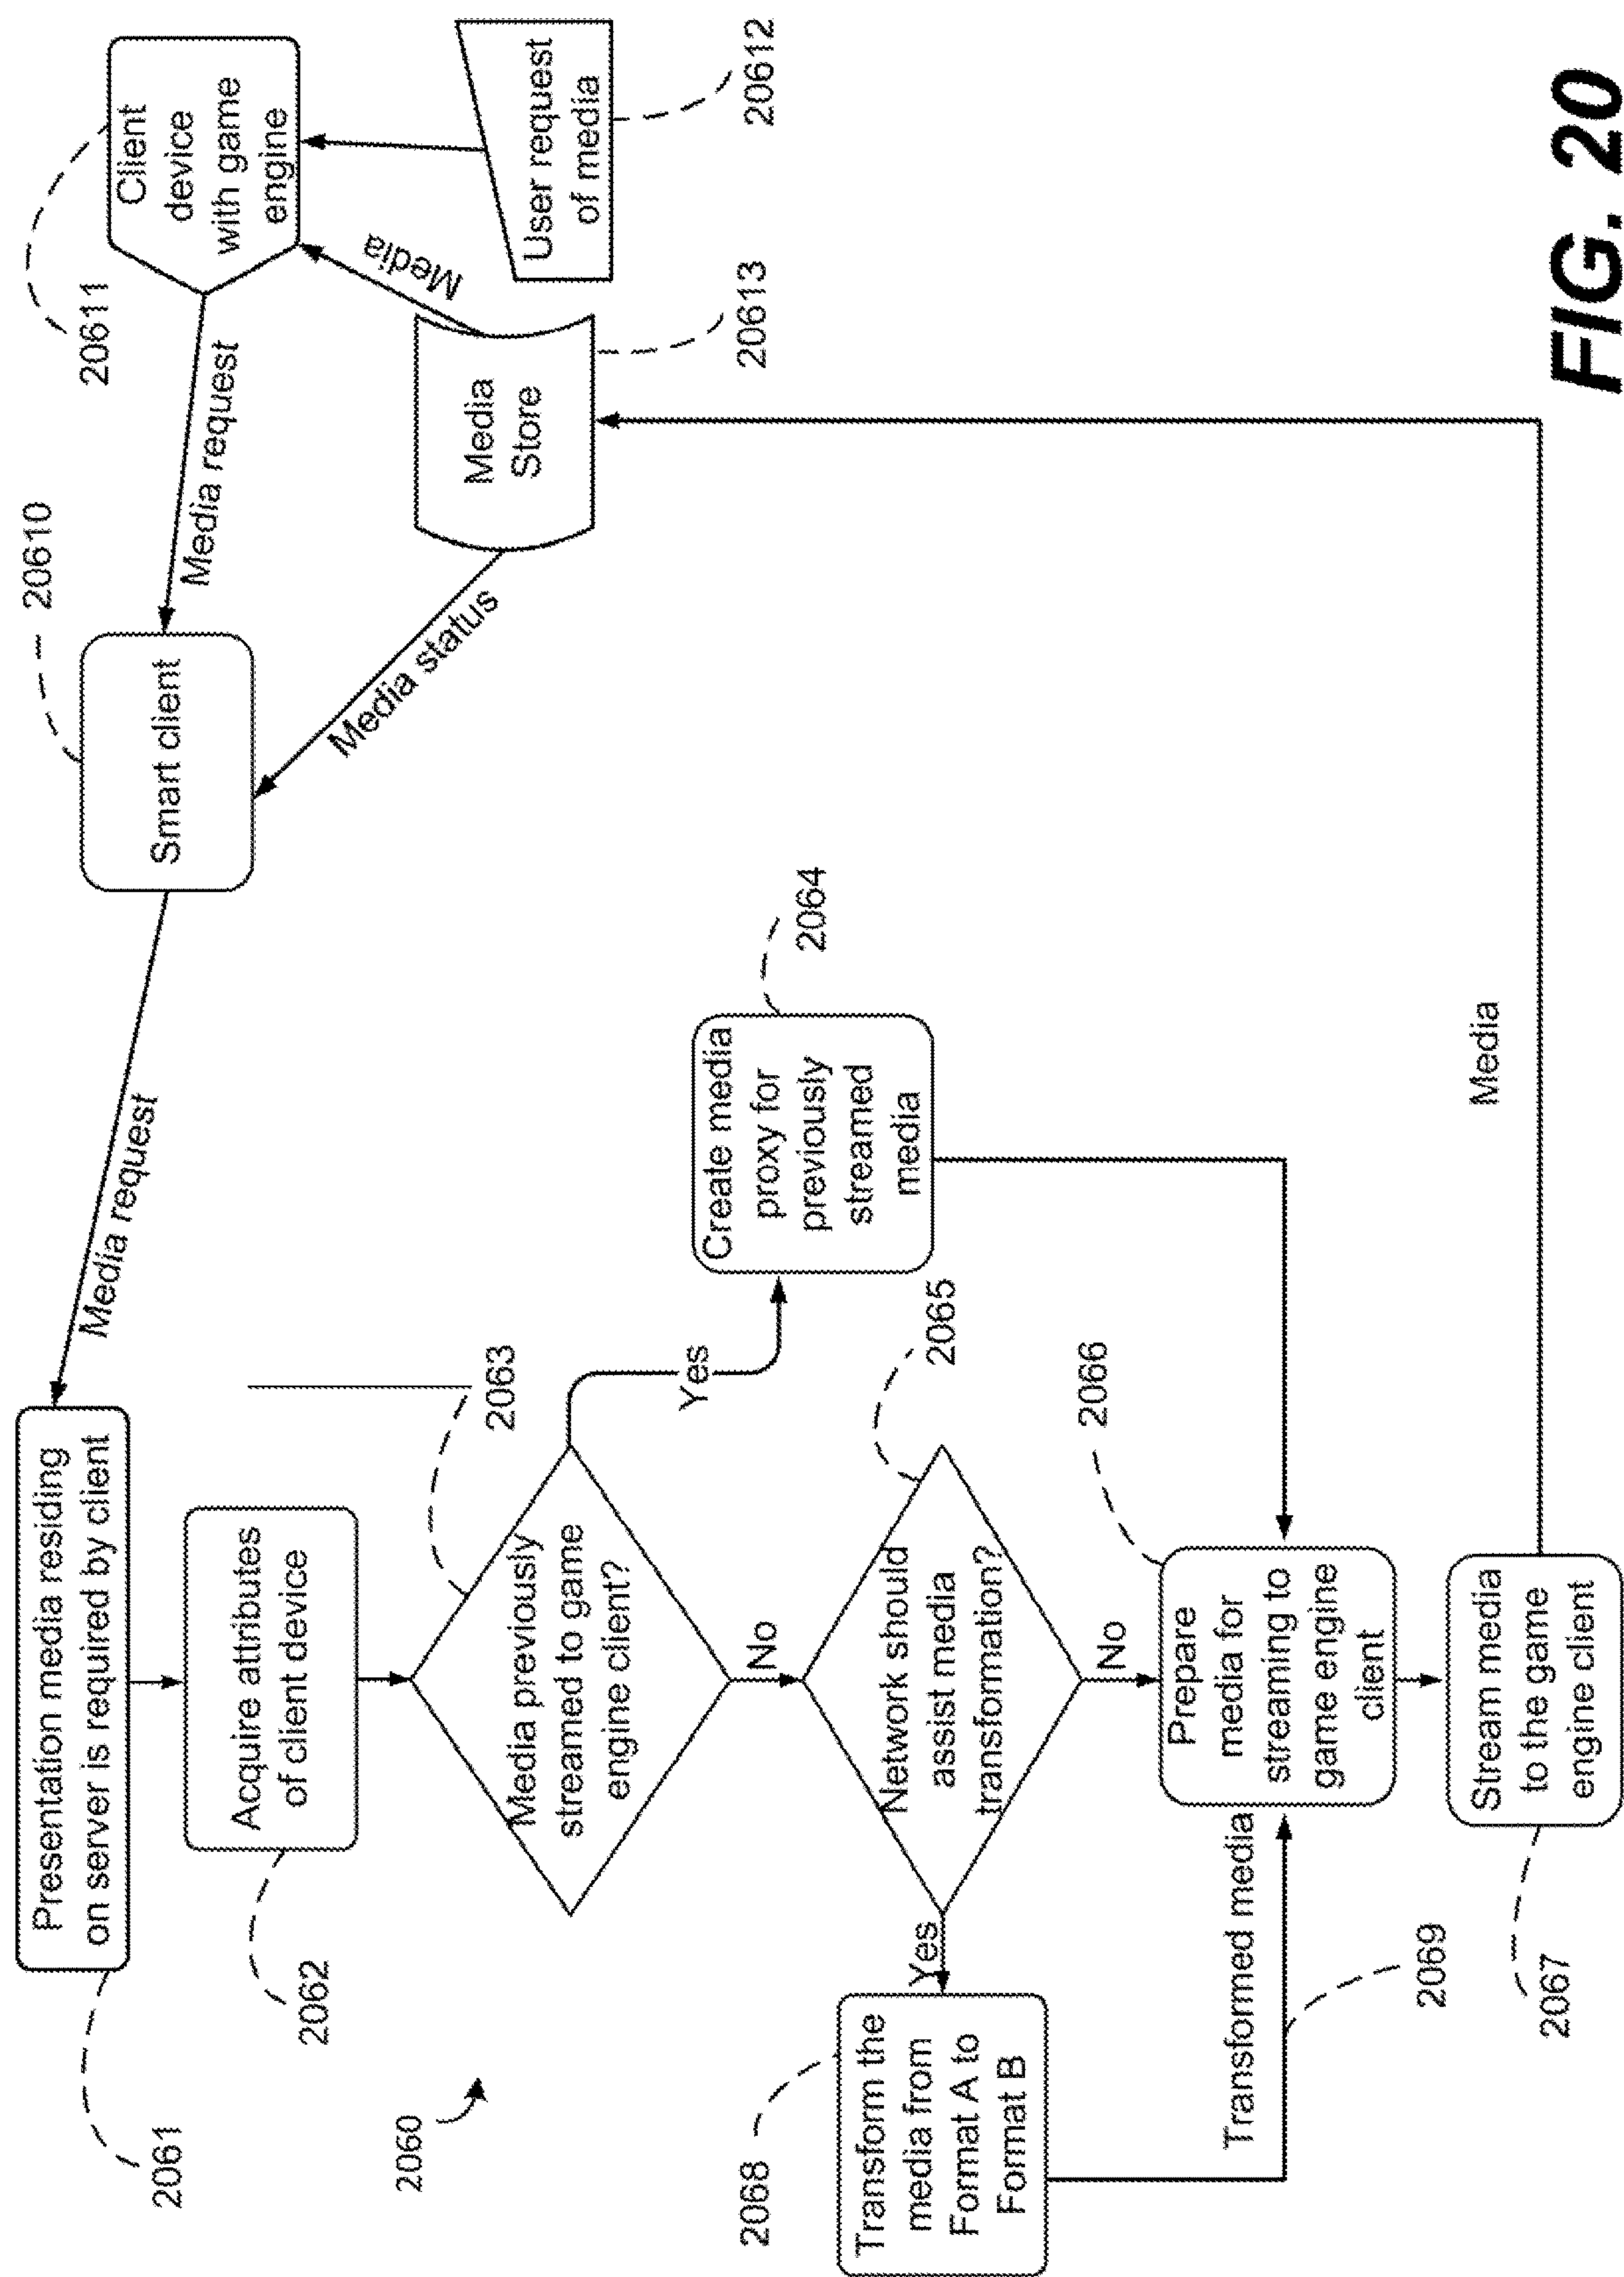 Presentation media residing
on server is required by client
2061
Acquire attributes
of client device
2062
Media previously
streamed to game
engine client?
2063
Yes
No
Create media
proxy for
previously
streamed
media
2064
Network should
assist media
transformation?
2065
Yes
No
Transform the
media from
Format A to
Format B
2068
Transformed media
2069
Prepare
media for
streaming to
game engine
client
2066
Stream media
to the game
engine client
2067
2060
Media request
Smart client
20610
Media request
Media status
Client
device
with game
engine
20611
Media
Media
Store
20613
User request
of media
20612
Media
FIG. 20